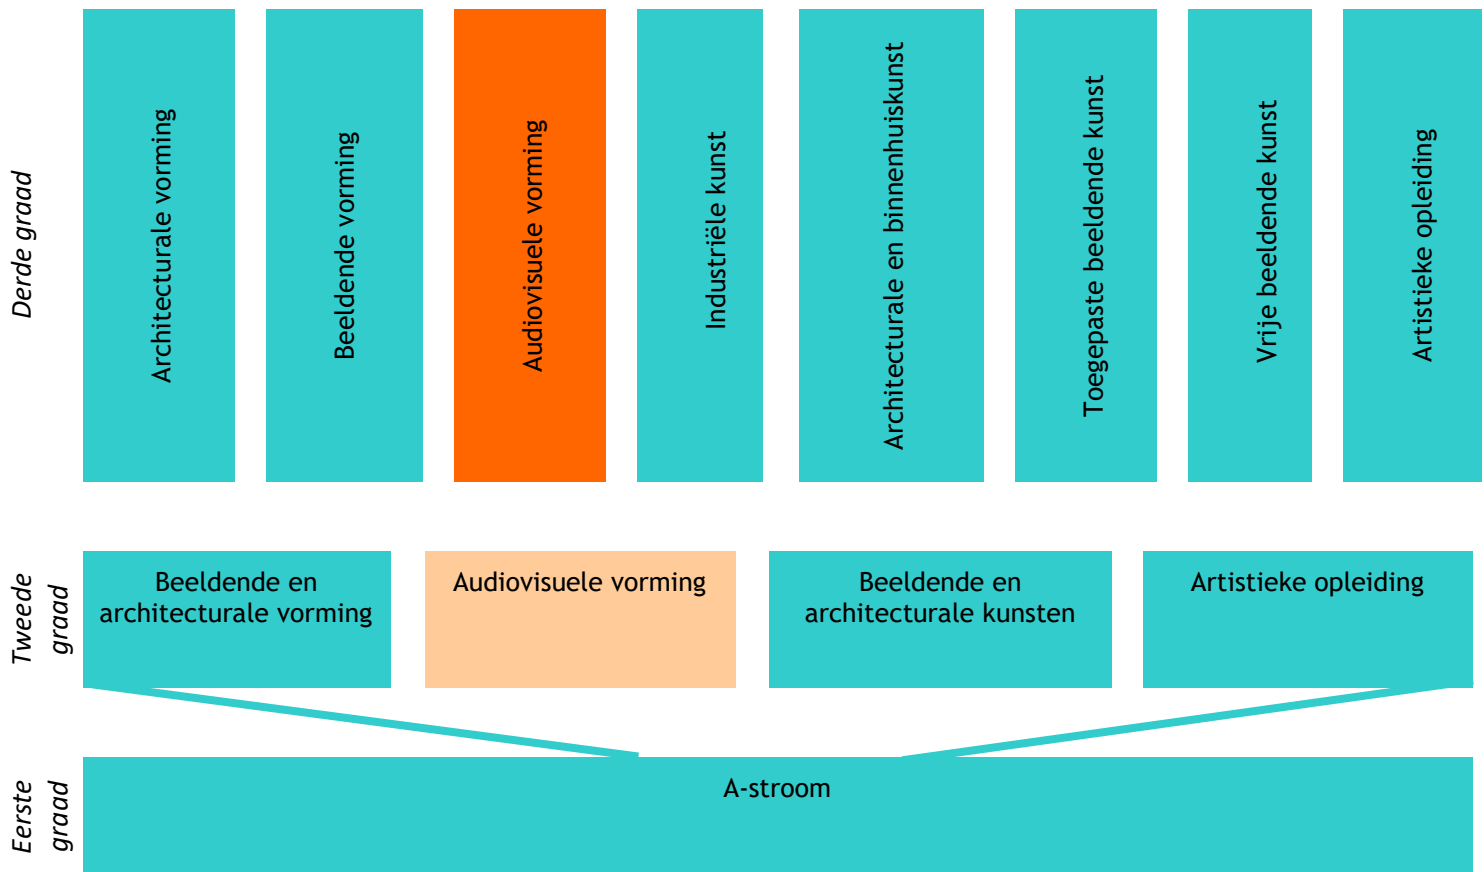 Derde graad
Architecturale vorming
Beeldende vorming
Audiovisuele vorming
Industriële kunst
Architecturale en binnenhuiskunst
Toegepaste beeldende kunst
Vrije beeldende kunst
Artistieke opleiding
Tweede
graad
Beeldende en
architecturale vorming
Audiovisuele vorming
Beeldende en
architecturale kunsten
Artistieke opleiding
Eerste
graad
A-stroom